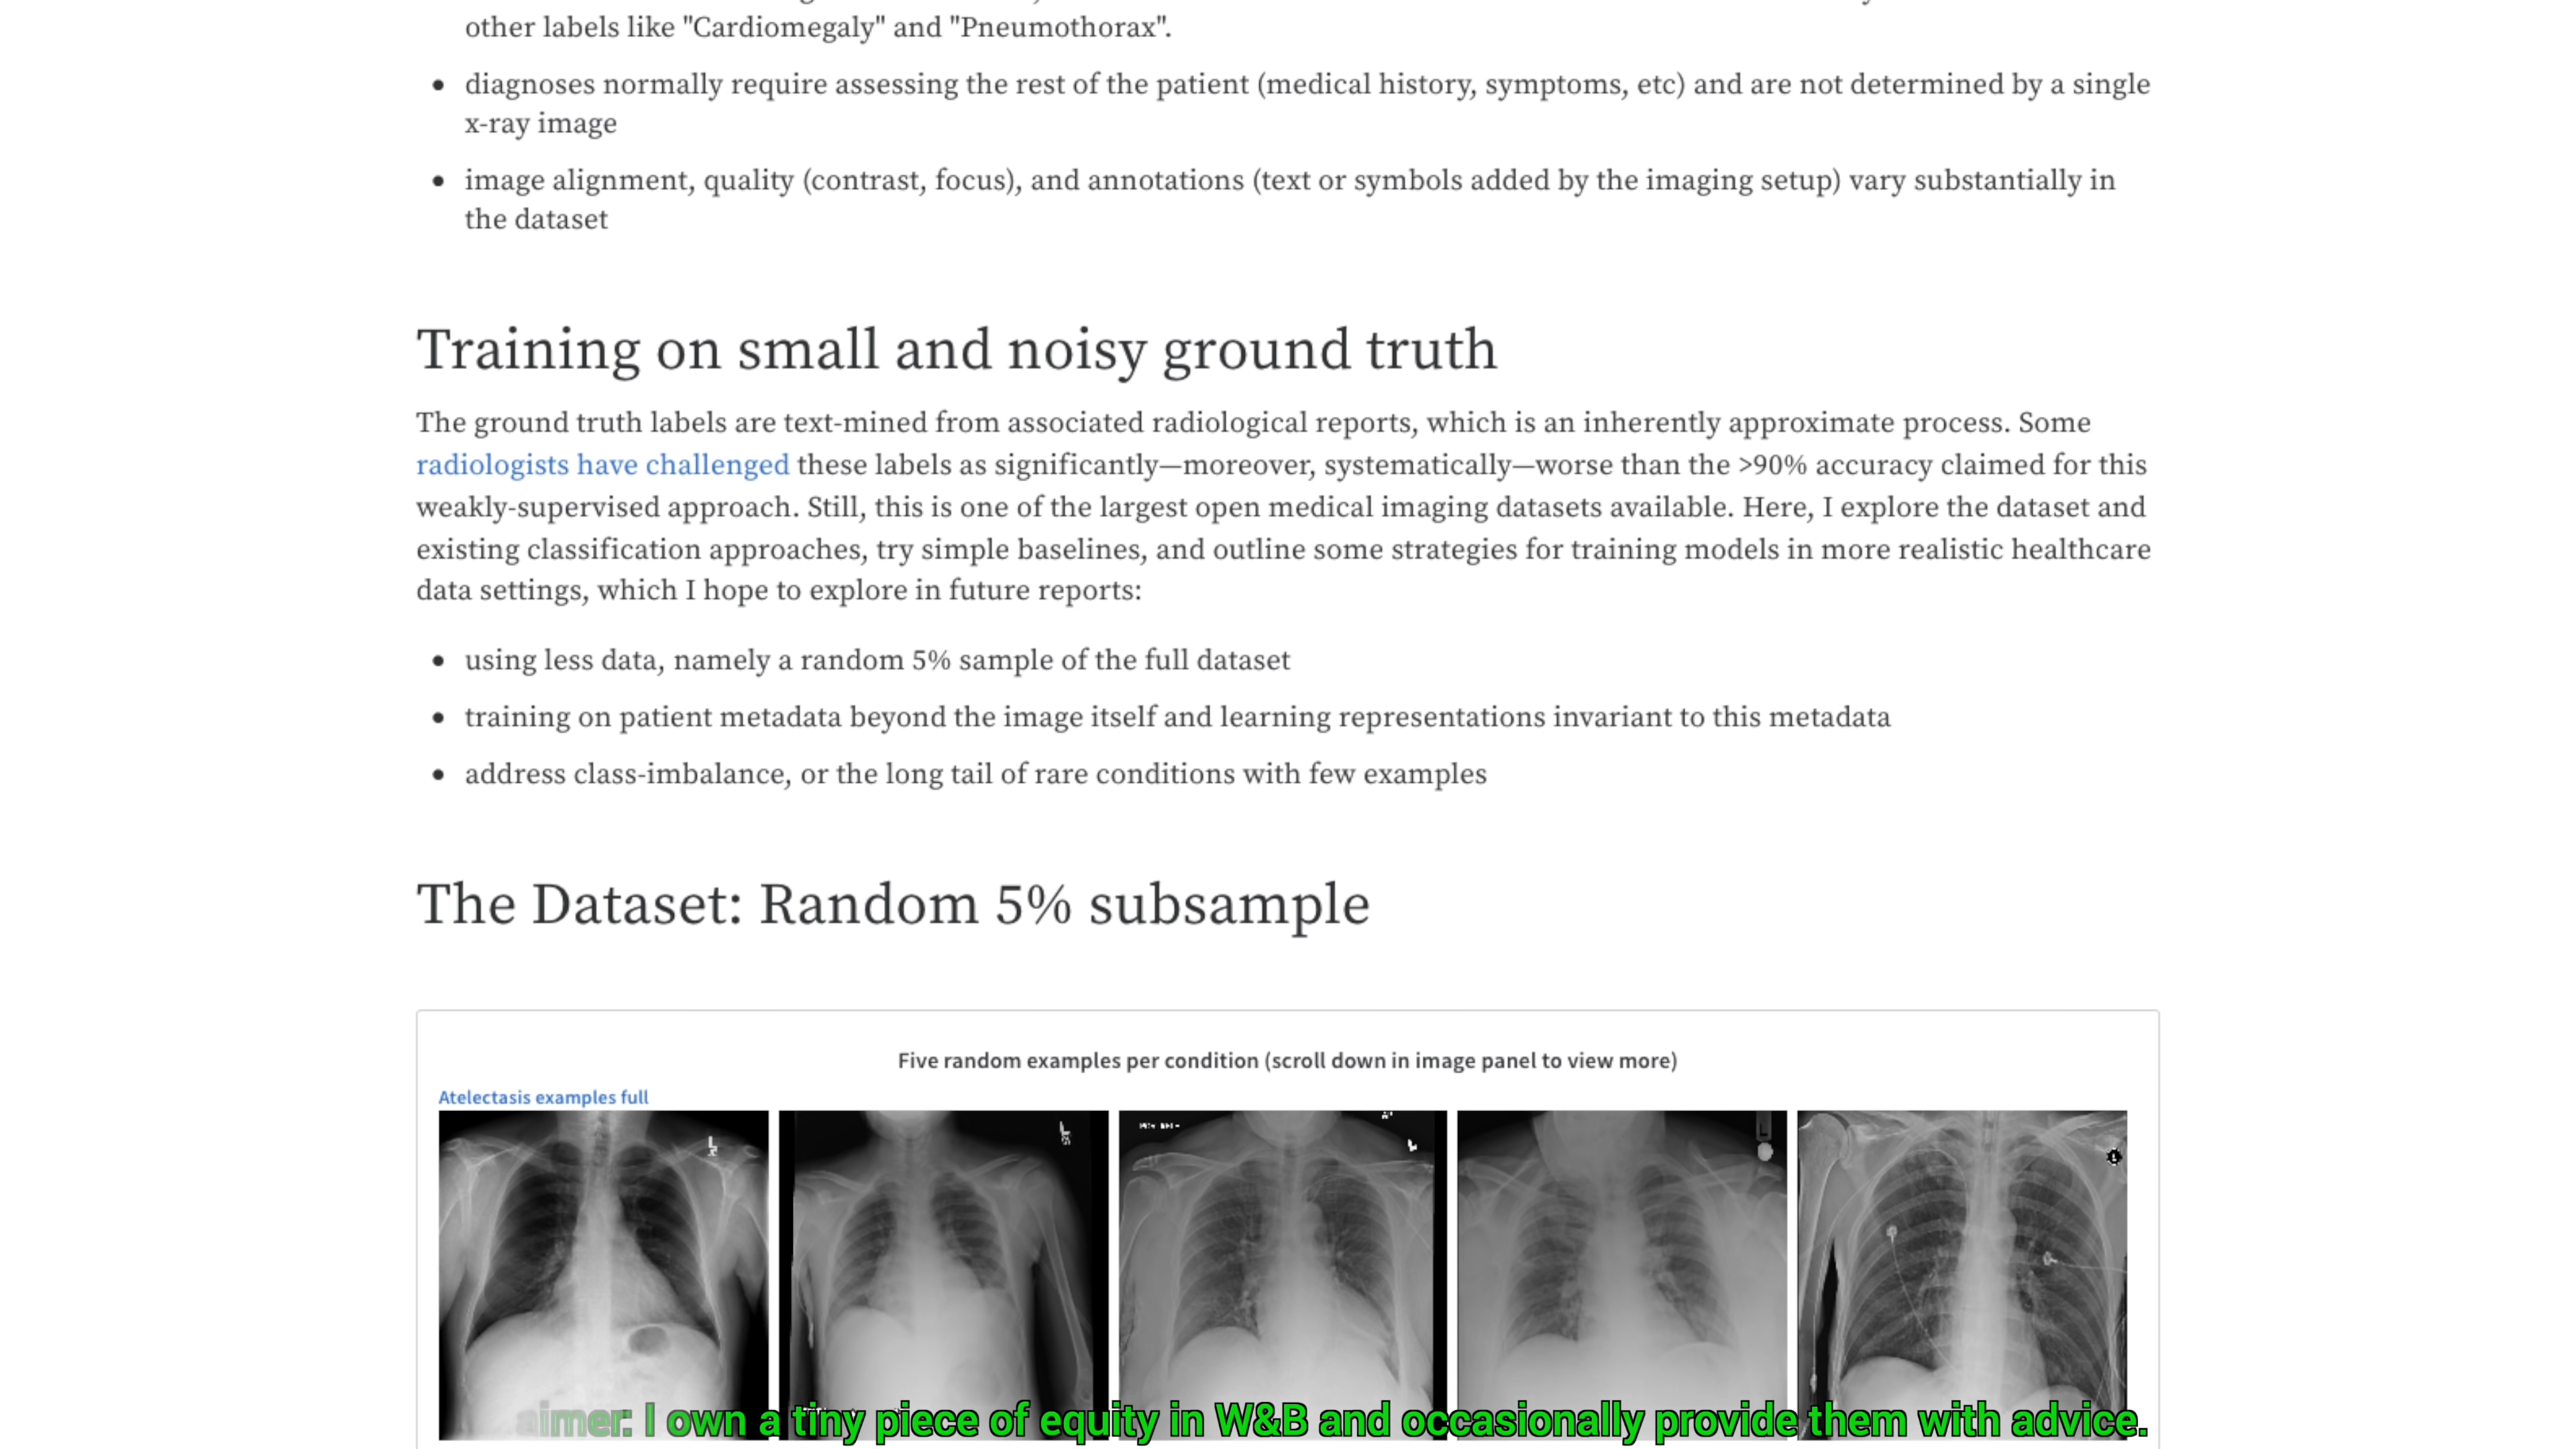 other labels like "Cardiomegaly" and "Pneumothorax".
diagnoses normally require assessing the rest of the patient (medical history, symptoms, etc) and are not determined by a single
x-ray image
image alignment, quality (contrast, focus), and annotations (text or symbols added by the imaging setup) vary substantially in
the dataset
Training on small and noisy ground truth
The ground truth labels are text-mined from associated radiological reports, which is an inherently approximate process. Some
radiologists have challenged these labels as significantly—moreover, systematically—worse than the >90% accuracy claimed for this
weakly-supervised approach. Still, this is one of the largest open medical imaging datasets available. Here, I explore the dataset and
existing classification approaches, try simple baselines, and outline some strategies for training models in more realistic healthcare
data settings, which I hope to explore in future reports:
using less data, namely a random 5% sample of the full dataset
training on patient metadata beyond the image itself and learning representations invariant to this metadata
address class-imbalance, or the long tail of rare conditions with few examples
The Dataset: Random 5% subsample
Five random examples per condition (scroll down in image panel to view more)
Atelectasis examples full
L
L
aimer: I own a tiny piece of equity in W&B and occasionally provide them with advice.